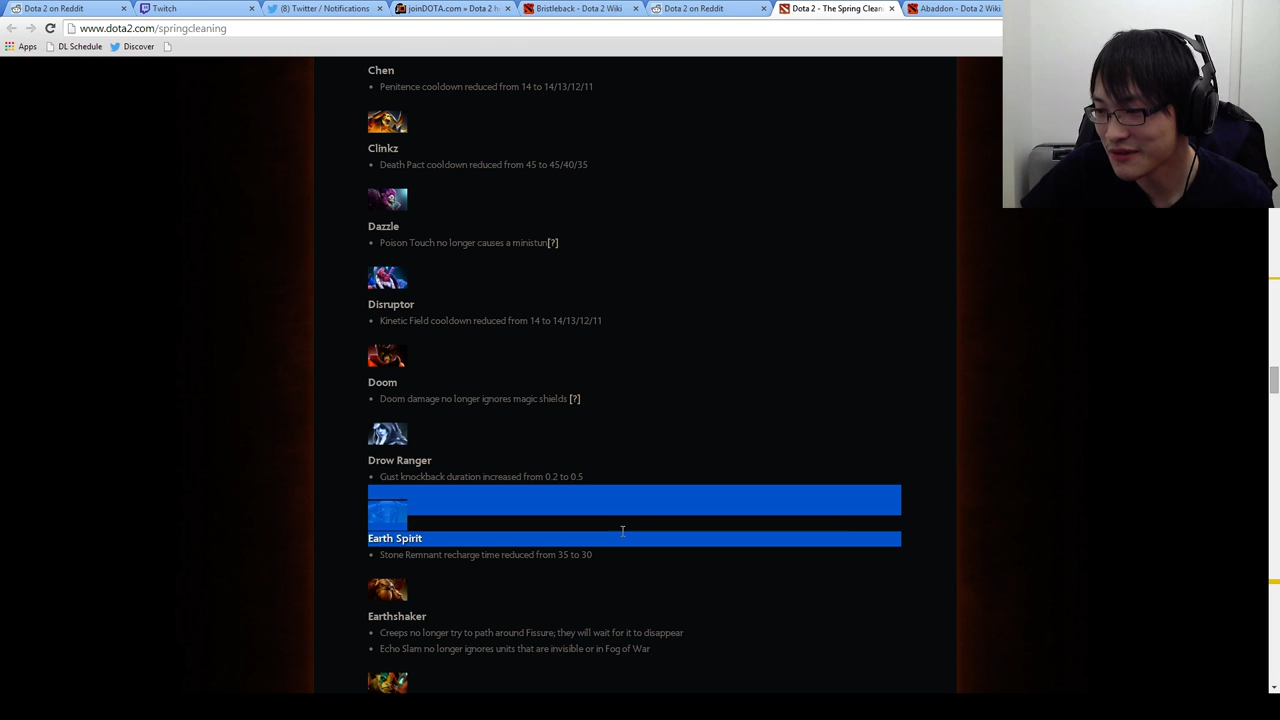 Dota 2 on Reddit
Twitch
(8) Twitter / Notifications
joinDOTA.com » Dota 2 h
Bristleback - Dota 2 Wiki
Dota 2 on Reddit
Dota 2 - The Spring Clean
Abaddon - Dota 2 Wiki
www.dota2.com/springcleaning
Apps
DL Schedule
Discover
Chen
• Penitence cooldown reduced from 14 to 14/13/12/11
Clinkz
• Death Pact cooldown reduced from 45 to 45/40/35
Dazzle
• Poison Touch no longer causes a ministun[?]
Disruptor
• Kinetic Field cooldown reduced from 14 to 14/13/12/11
Doom
• Doom damage no longer ignores magic shields [?]
Drow Ranger
• Gust knockback duration increased from 0.2 to 0.5
Earth Spirit
• Stone Remnant recharge time reduced from 35 to 30
Earthshaker
• Creeps no longer try to path around Fissure; they will wait for it to disappear
• Echo Slam no longer ignores units that are invisible or in Fog of War